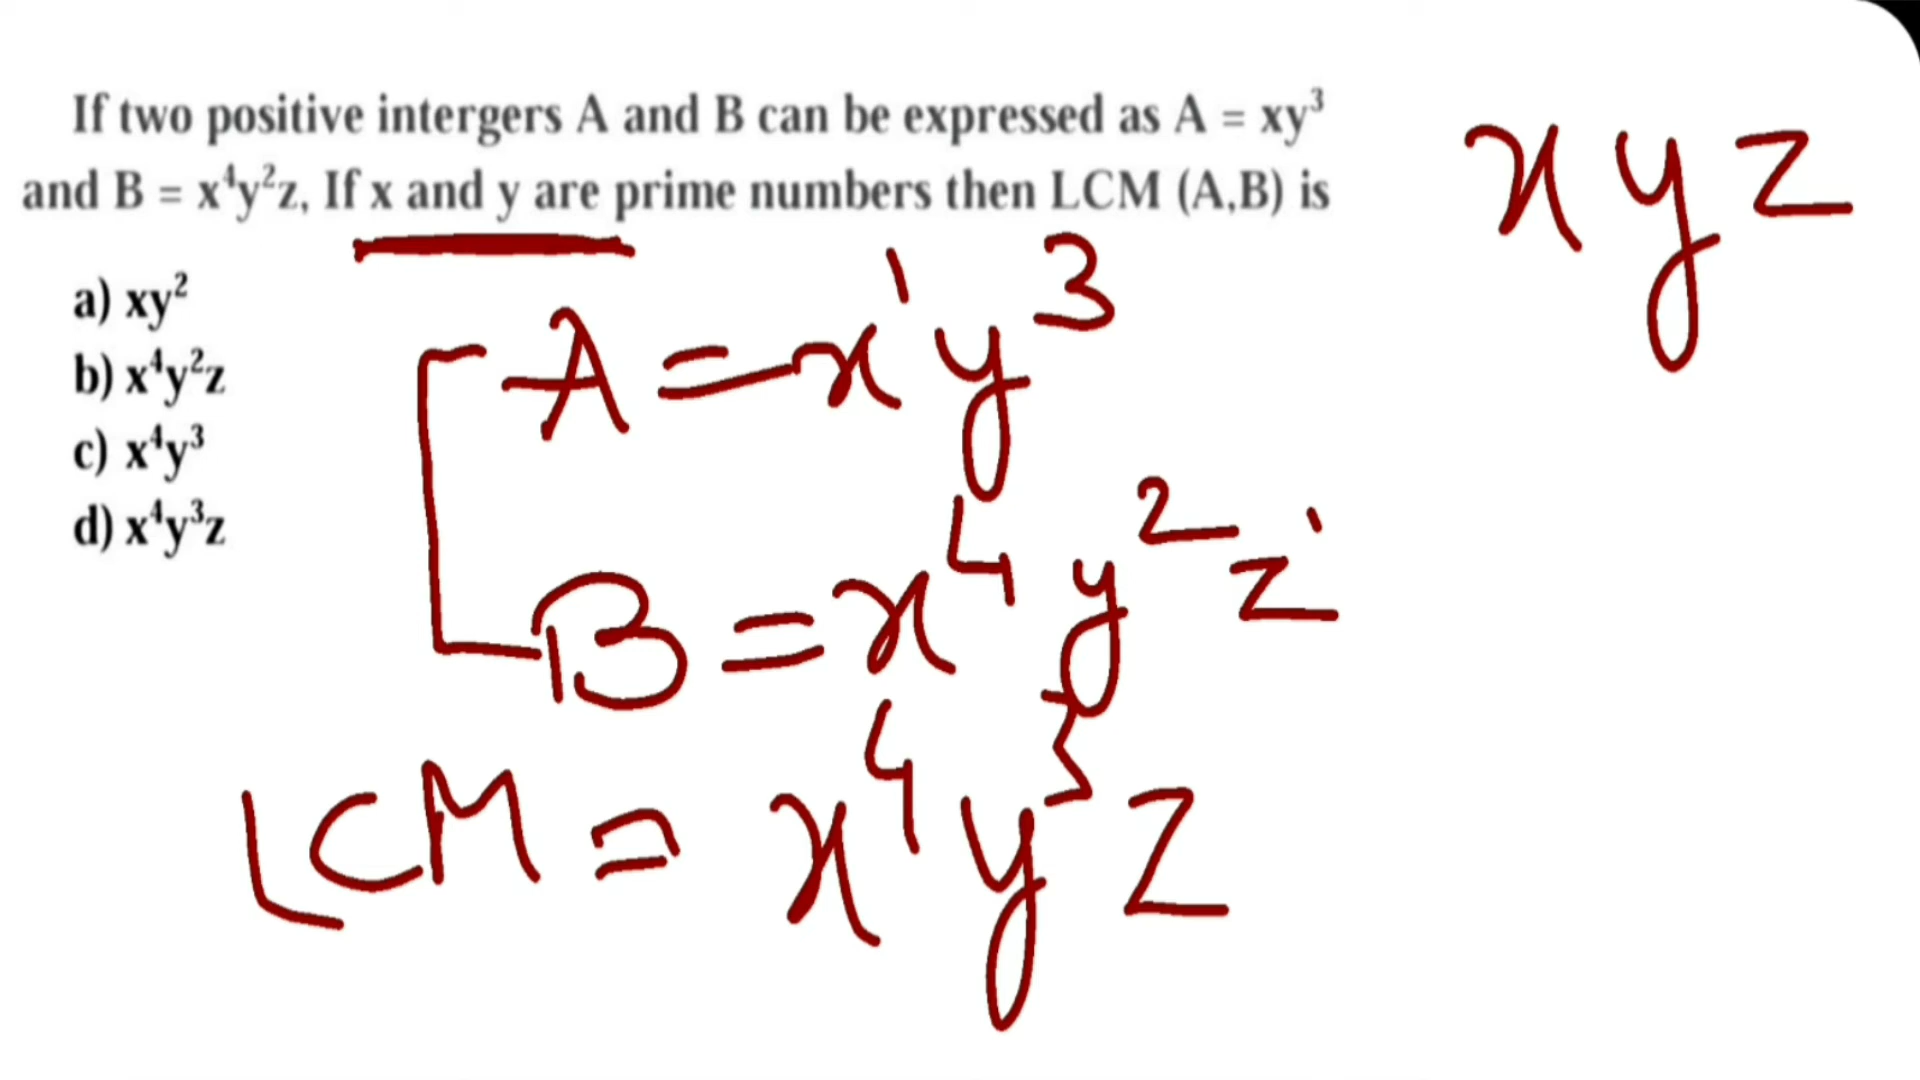 If two positive intergers A and B can be expressed as A = xy³
and B = x⁴y²z, If x and y are prime numbers then LCM (A,B) is
x y z
a) xy²
b) x⁴y²z
c) x⁴y³
d) x⁴y³z
A = x¹y³
B = x⁴y²z¹
LCM = x⁴y³z